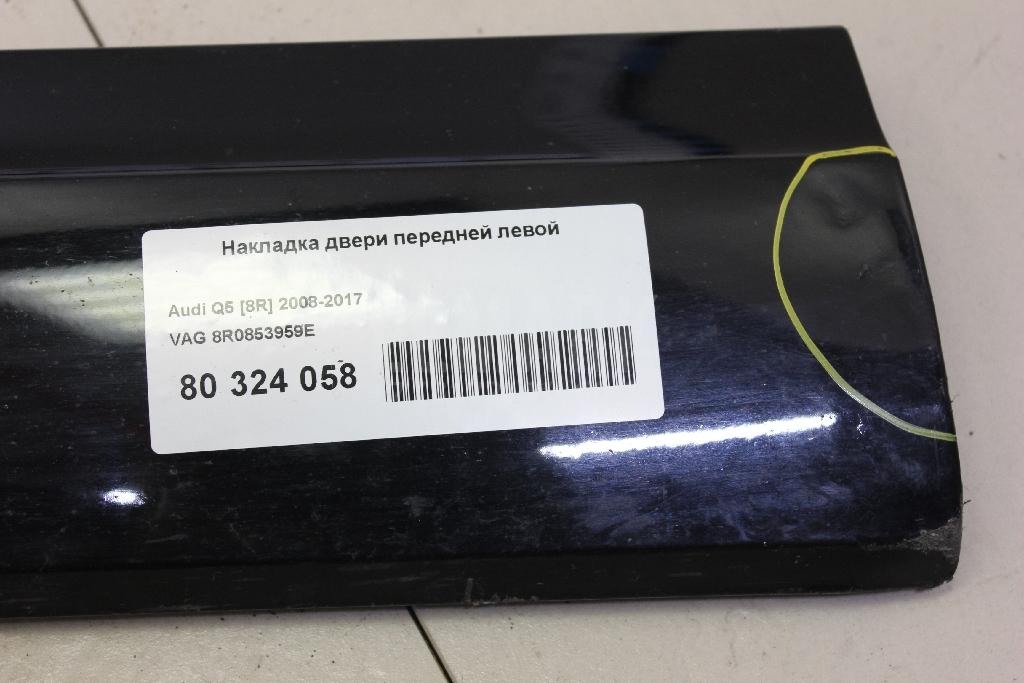 Накладка двери передней левой
Audi Q5 [8R] 2008-2017
VAG 8R0853959E
80 324 058